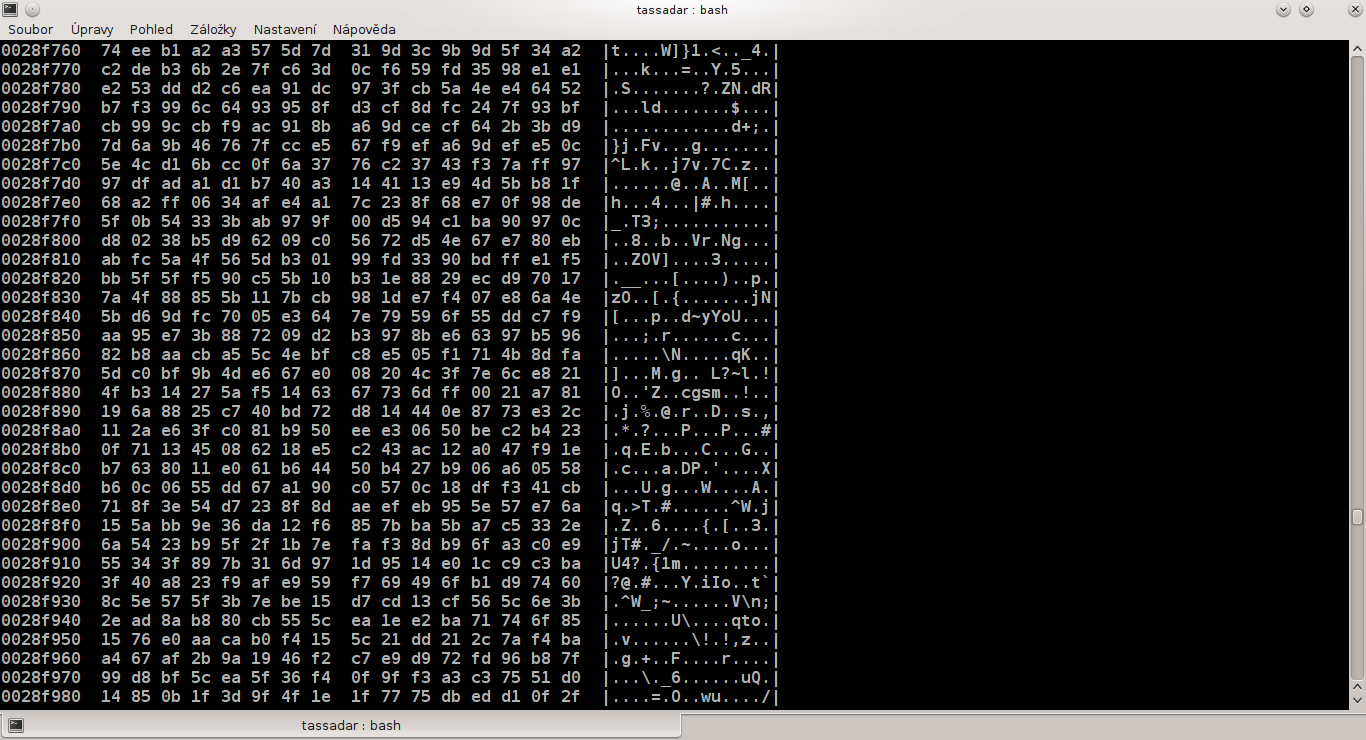 tassadar : bash
Soubor Úpravy Pohled Záložky Nastavení Nápověda
0028f760  74 ee b1 a2 a3 57 5d 7d  31 9d 3c 9b 9d 5f 34 a2  |t....W]}1.<.._4.|
0028f770  c2 de b3 6b 2e 7f c6 3d  0c f6 59 fd 35 98 e1 e1  |...k...=..Y.5...|
0028f780  e2 53 dd d2 c6 ea 91 dc  97 3f cb 5a 4e e4 64 52  |.S.......?.ZN.dR|
0028f790  b7 f3 99 6c 64 93 95 8f  d3 cf 8d fc 24 7f 93 bf  |...ld.......$...|
0028f7a0  cb 99 9c cb f9 ac 91 8b  a6 9d ce cf 64 2b 3b d9  |............d+;.|
0028f7b0  7d 6a 9b 46 76 7f cc e5  67 f9 ef a6 9d ef e5 0c  |}j.Fv...g.......|
0028f7c0  5e 4c d1 6b cc 0f 6a 37  76 c2 37 43 f3 7a ff 97  |^L.k..j7v.7C.z..|
0028f7d0  97 df ad a1 d1 b7 40 a3  14 41 13 e9 4d 5b b8 1f  |......@..A..M[..|
0028f7e0  68 a2 ff 06 34 af e4 a1  7c 23 8f 68 e7 0f 98 de  |h...4...|#.h....|
0028f7f0  5f 0b 54 33 3b ab 97 9f  00 d5 94 c1 ba 90 97 0c  |_.T3;...........|
0028f800  d8 02 38 b5 d9 62 09 c0  56 72 d5 4e 67 e7 80 eb  |..8..b..Vr.Ng...|
0028f810  ab fc 5a 4f 56 5d b3 01  99 fd 33 90 bd ff e1 f5  |..ZOV]....3.....|
0028f820  bb 5f 5f f5 90 c5 5b 10  b3 1e 88 29 ec d9 70 17  |.__...[....)..p.|
0028f830  7a 4f 88 85 5b 11 7b cb  98 1d e7 f4 07 e8 6a 4e  |zO..[.{.......jN|
0028f840  5b d6 9d fc 70 05 e3 64  7e 79 59 6f 55 dd c7 f9  |[...p..d~yYoU...|
0028f850  aa 95 e7 3b 88 72 09 d2  b3 97 8b e6 63 97 b5 96  |...;.r......c...|
0028f860  82 b8 aa cb a5 5c 4e bf  c8 e5 05 f1 71 4b 8d fa  |.....\N.....qK..|
0028f870  5d c0 bf 9b 4d e6 67 e0  08 20 4c 3f 7e 6c e8 21  |]...M.g.. L?~l.!|
0028f880  4f b3 14 27 5a f5 14 63  67 73 6d ff 00 21 a7 81  |O..'Z..cgsm..!..|
0028f890  19 6a 88 25 c7 40 bd 72  d8 14 44 0e 87 73 e3 2c  |.j.%.@.r..D..s.,|
0028f8a0  11 2a e6 3f c0 81 b9 50  ee e3 06 50 be c2 b4 23  |.*.?...P...P...#|
0028f8b0  0f 71 13 45 08 62 18 e5  c2 43 ac 12 a0 47 f9 1e  |.q.E.b...C...G..|
0028f8c0  b7 63 80 11 e0 61 b6 44  50 b4 27 b9 06 a6 05 58  |.c...a.DP.'....X|
0028f8d0  b6 0c 06 55 dd 67 a1 90  c0 57 0c 18 df f3 41 cb  |...U.g...W....A.|
0028f8e0  71 8f 3e 54 d7 23 8f 8d  ae ef eb 95 5e 57 e7 6a  |q.>T.#......^W.j|
0028f8f0  15 5a bb 9e 36 da 12 f6  85 7b ba 5b a7 c5 33 2e  |.Z..6....{.[..3.|
0028f900  6a 54 23 b9 5f 2f 1b 7e  fa f3 8d b9 6f a3 c0 e9  |jT#._/.~....o...|
0028f910  55 34 3f 89 7b 31 6d 97  1d 95 14 e0 1c c9 c3 ba  |U4?.{1m.........|
0028f920  3f 40 a8 23 f9 af e9 59  f7 69 49 6f b1 d9 74 60  |?@.#...Y.iIo..t`|
0028f930  8c 5e 57 5f 3b 7e be 15  d7 cd 13 cf 56 5c 6e 3b  |.^W_;~......V\n;|
0028f940  2e ad 8a b8 80 cb 55 5c  ea 1e e2 ba 71 74 6f 85  |......U\....qto.|
0028f950  15 76 e0 aa ca b0 f4 15  5c 21 dd 21 2c 7a f4 ba  |.v......\!.!,z..|
0028f960  a4 67 af 2b 9a 19 46 f2  c7 e9 d9 72 fd 96 b8 7f  |.g.+..F....r....|
0028f970  99 d8 bf 5c ea 5f 36 f4  0f 9f f3 a3 c3 75 51 d0  |...\._6......uQ.|
0028f980  14 85 0b 1f 3d 9f 4f 1e  1f 77 75 db ed d1 0f 2f  |....=.O..wu..../|
tassadar : bash